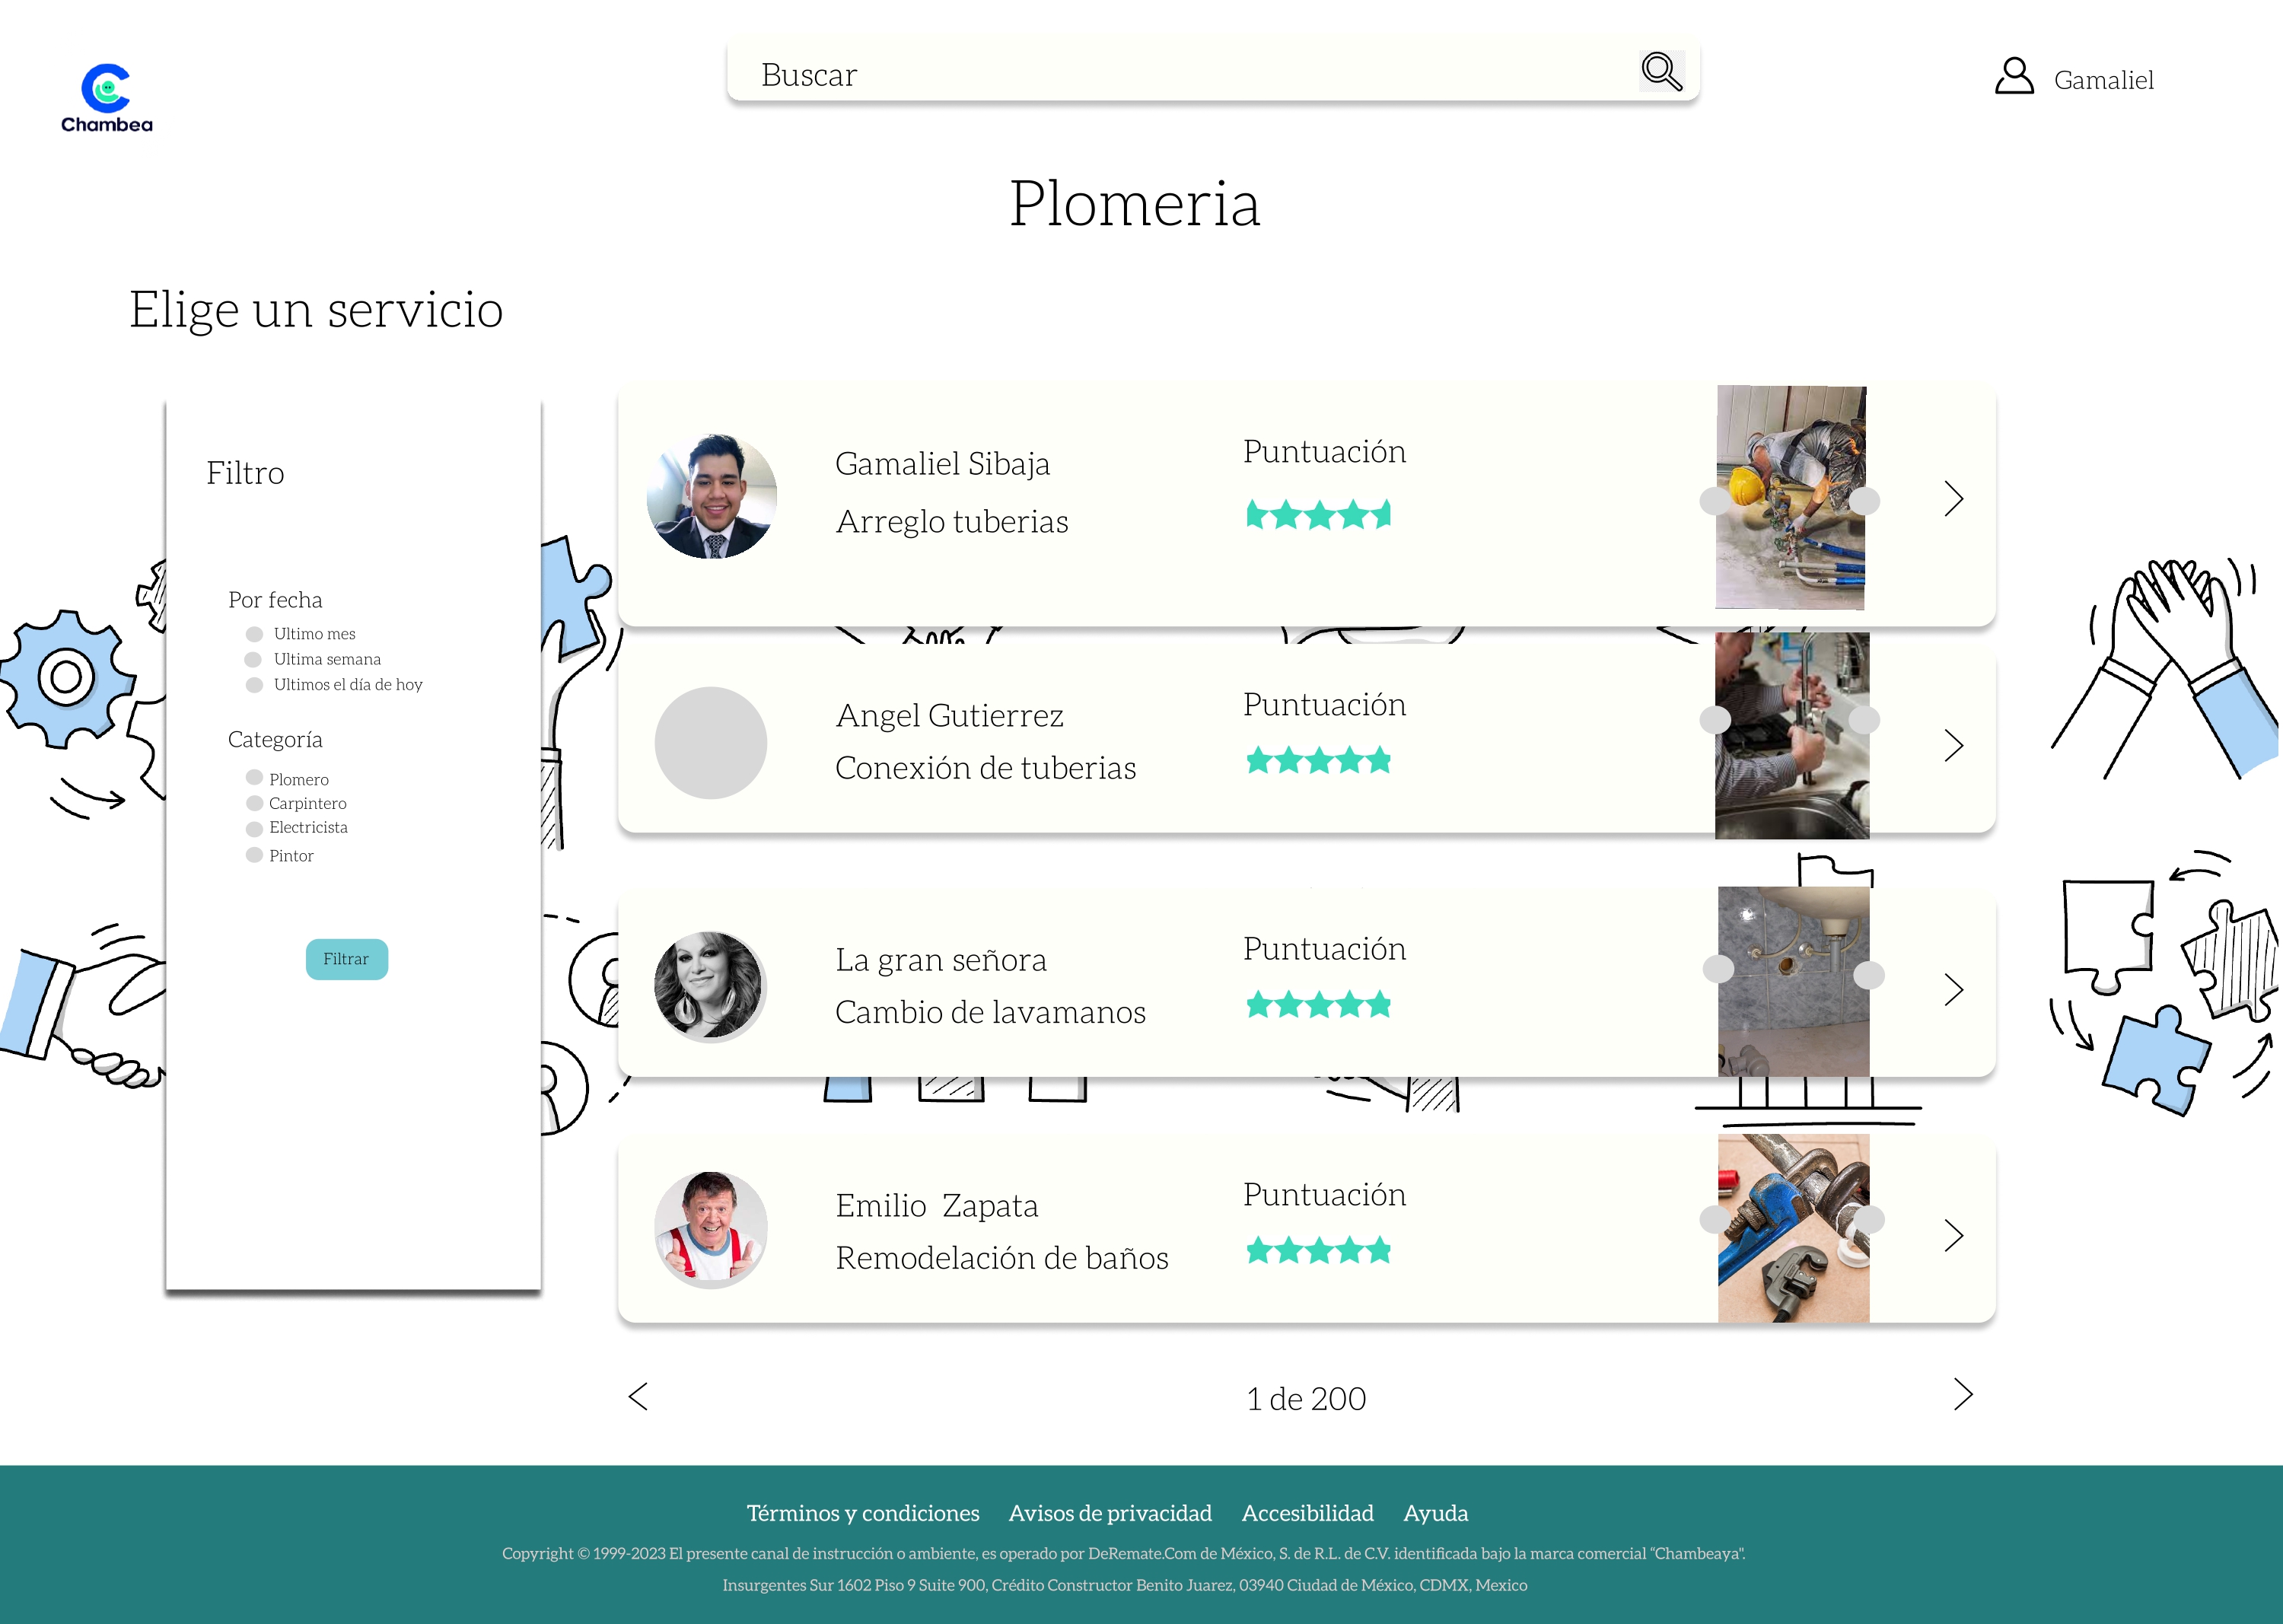 Chambea
Buscar
Gamaliel
Plomeria
Elige un servicio
Filtro
Por fecha
Ultimo mes
Ultima semana
Ultimos el día de hoy
Categoría
Plomero
Carpintero
Electricista
Pintor
Filtrar
Gamaliel Sibaja
Arreglo tuberias
Puntuación
Angel Gutierrez
Conexión de tuberias
Puntuación
La gran señora
Cambio de lavamanos
Puntuación
Emilio Zapata
Remodelación de baños
Puntuación
1 de 200
Términos y condiciones Avisos de privacidad Accesibilidad Ayuda
Copyright © 1999-2023 El presente canal de instrucción o ambiente, es operado por DeRemate.Com de México, S. de R.L. de C.V. identificada bajo la marca comercial “Chambeaya".
Insurgentes Sur 1602 Piso 9 Suite 900, Crédito Constructor Benito Juarez, 03940 Ciudad de México, CDMX, Mexico